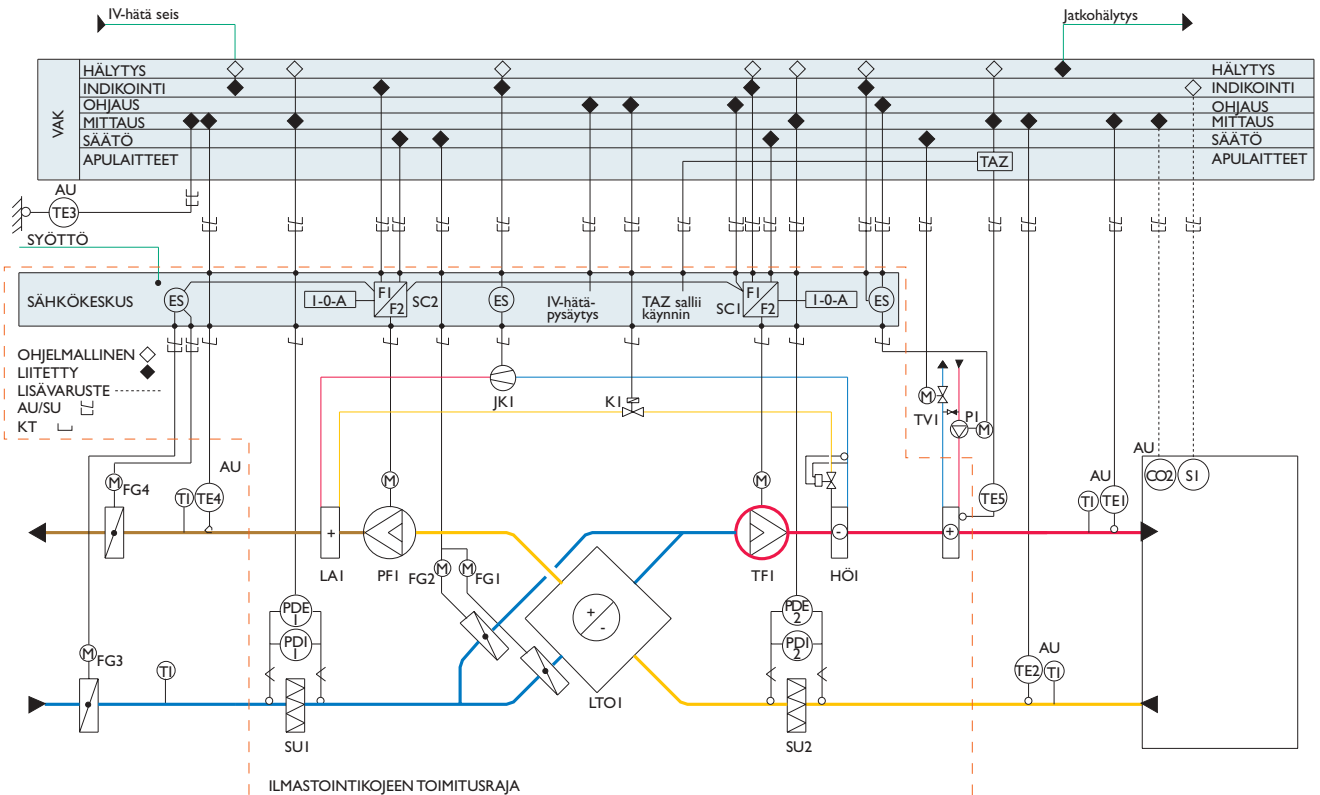 IV-hätä seis
Jatkohälytys
VAK
HÄLYTYS
HÄLYTYS
INDIKOINTI
INDIKOINTI
OHJAUS
OHJAUS
MITTAUS
MITTAUS
SÄÄTÖ
SÄÄTÖ
APULAITTEET
TAZ
APULAITTEET
AU
TE3
SYÖTTÖ
SÄHKÖKESKUS
ES
1-0-A
F1
F2
SC2
ES
IV-hätä-
pysäytys
TAZ sallii
käynnin
SC1
F1
F2
1-0-A
ES
OHJELMALLINEN
LIITETTY
LISÄVARUSTE
AU/SU
KT
JK1
K1
M
TV1
P1
M
AU
M
FG4
TI
TE4
M
M
TE5
AU
TI
TE1
AU
CO2
S1
+
LA1
PF1
FG2
M
M
FG1
TF1
-
HÖ1
+
PDE
1
PDI
1
+
-
PDE
2
PDI
2
M
FG3
TI
AU
TE2
TI
SU1
LTO1
SU2
ILMASTOINTIKOJEEN TOIMITUSRAJA